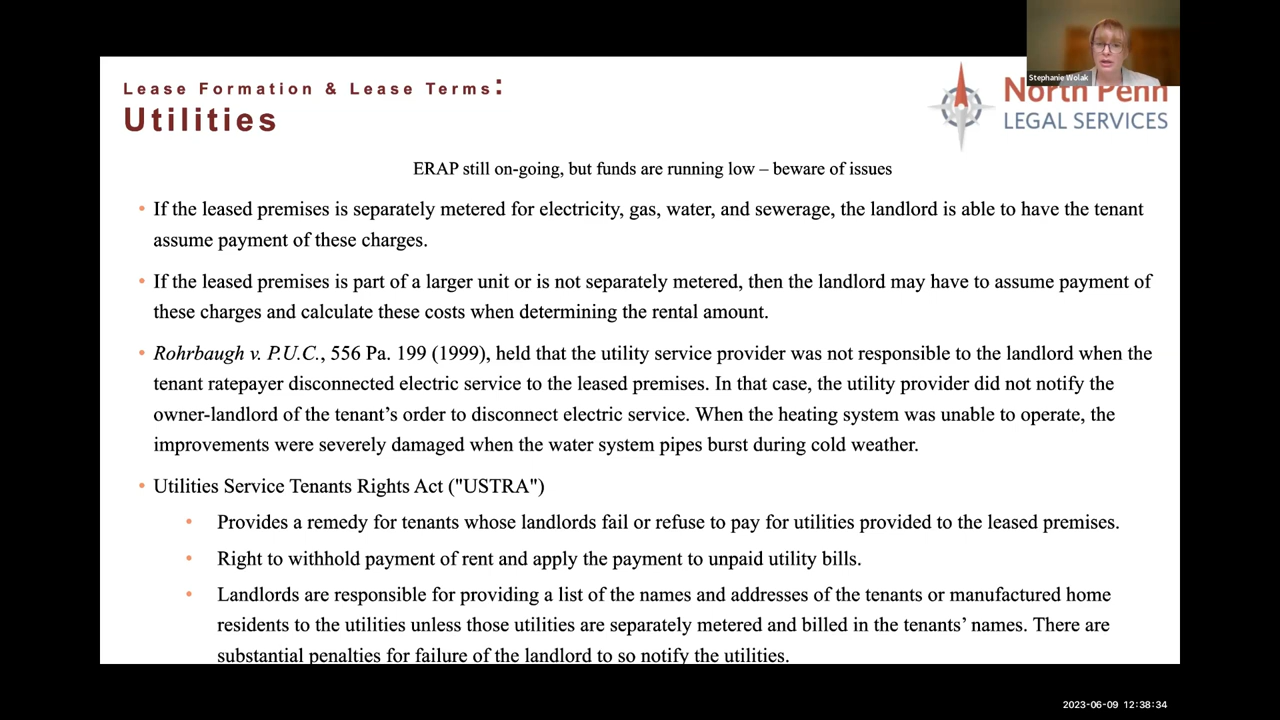 Stephanie Wolak
Lease Formation & Lease Terms:
Utilities
North Penn
LEGAL SERVICES
ERAP still on-going, but funds are running low – beware of issues
• If the leased premises is separately metered for electricity, gas, water, and sewerage, the landlord is able to have the tenant
assume payment of these charges.
• If the leased premises is part of a larger unit or is not separately metered, then the landlord may have to assume payment of
these charges and calculate these costs when determining the rental amount.
• Rohrbaugh v. P.U.C., 556 Pa. 199 (1999), held that the utility service provider was not responsible to the landlord when the
tenant ratepayer disconnected electric service to the leased premises. In that case, the utility provider did not notify the
owner-landlord of the tenant’s order to disconnect electric service. When the heating system was unable to operate, the
improvements were severely damaged when the water system pipes burst during cold weather.
• Utilities Service Tenants Rights Act ("USTRA")
• Provides a remedy for tenants whose landlords fail or refuse to pay for utilities provided to the leased premises.
• Right to withhold payment of rent and apply the payment to unpaid utility bills.
• Landlords are responsible for providing a list of the names and addresses of the tenants or manufactured home
residents to the utilities unless those utilities are separately metered and billed in the tenants’ names. There are
substantial penalties for failure of the landlord to so notify the utilities.
2023-06-09 12:38:34